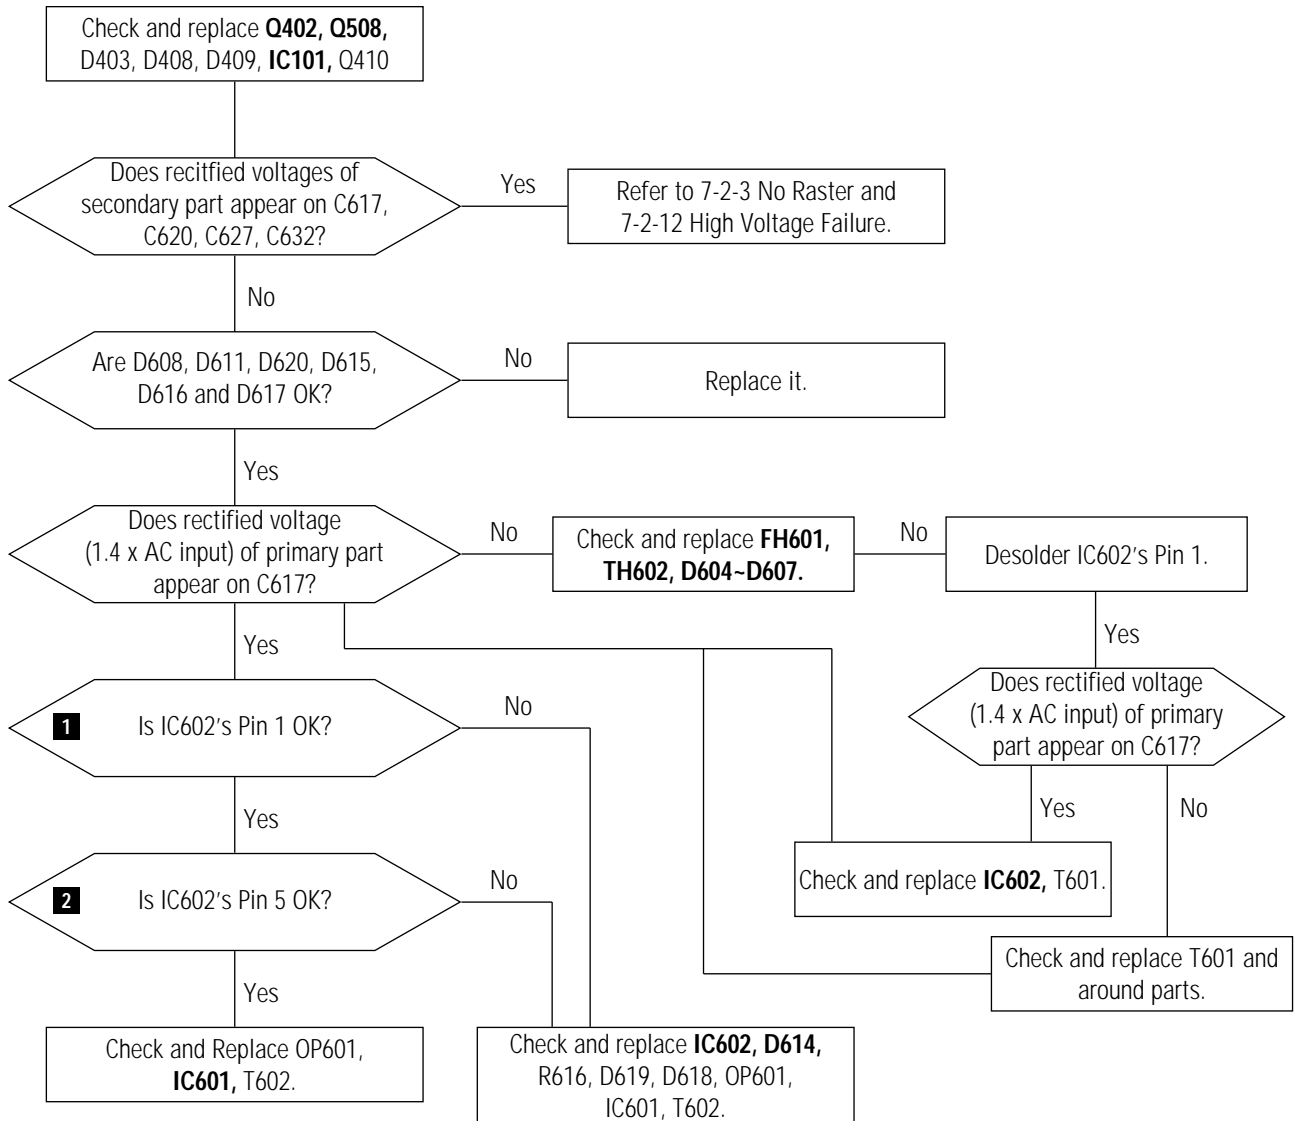 Check and replace Q402, Q508,
D403, D408, D409, IC101, Q410
Does recitfied voltages of
secondary part appear on C617,
C620, C627, C632?
Yes
Refer to 7-2-3 No Raster and
7-2-12 High Voltage Failure.
No
Are D608, D611, D620, D615,
D616 and D617 OK?
No
Replace it.
Yes
Does rectified voltage
(1.4 x AC input) of primary part
appear on C617?
No
Check and replace FH601,
TH602, D604~D607.
No
Desolder IC602's Pin 1.
Yes
Yes
Does rectified voltage
(1.4 x AC input) of primary
part appear on C617?
1
Is IC602's Pin 1 OK?
No
Yes
Yes
No
Check and replace IC602, T601.
2
Is IC602's Pin 5 OK?
No
Check and replace T601 and
around parts.
Yes
Check and Replace OP601,
IC601, T602.
Check and replace IC602, D614,
R616, D619, D618, OP601,
IC601, T602.